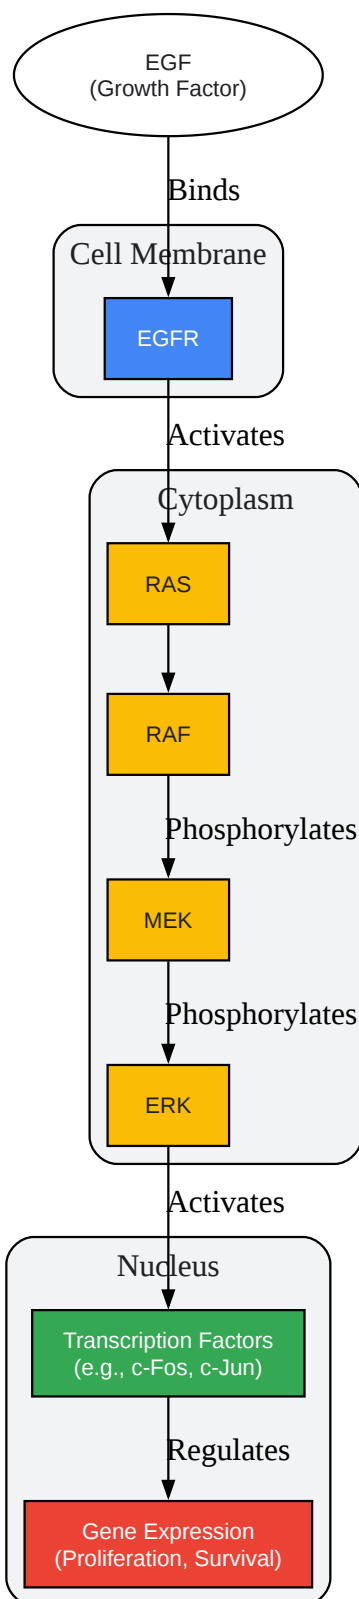 EGF
(Growth Factor)
Binds
Cell Membrane
EGFR
Activates
Cytoplasm
RAS
RAF
Phosphorylates
MEK
Phosphorylates
ERK
Activates
Nucleus
Transcription Factors
(e.g., c-Fos, c-Jun)
Regulates
Gene Expression
(Proliferation, Survival)